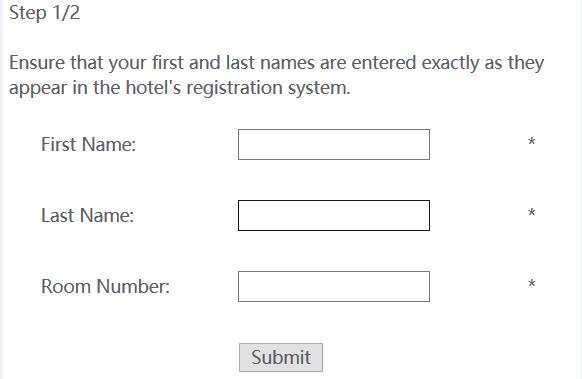 Step 1/2
Ensure that your first and last names are entered exactly as they
appear in the hotel's registration system.
First Name: *
Last Name: *
Room Number: *
Submit